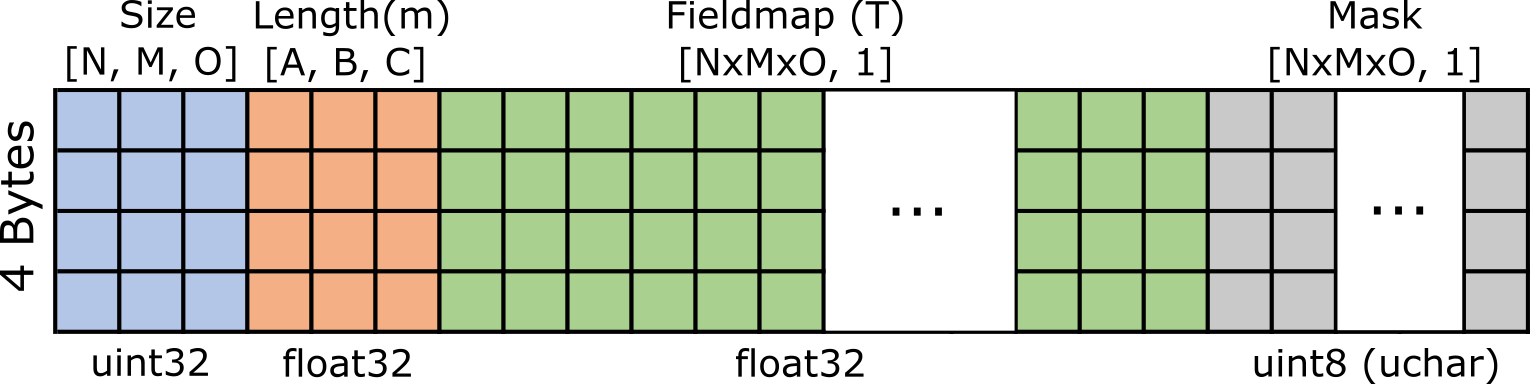 Size
[N, M, O]
Length(m)
[A, B, C]
Fieldmap (T)
[NxMxO, 1]
Mask
[NxMxO, 1]
4 Bytes
...
...
uint32
float32
float32
uint8 (uchar)